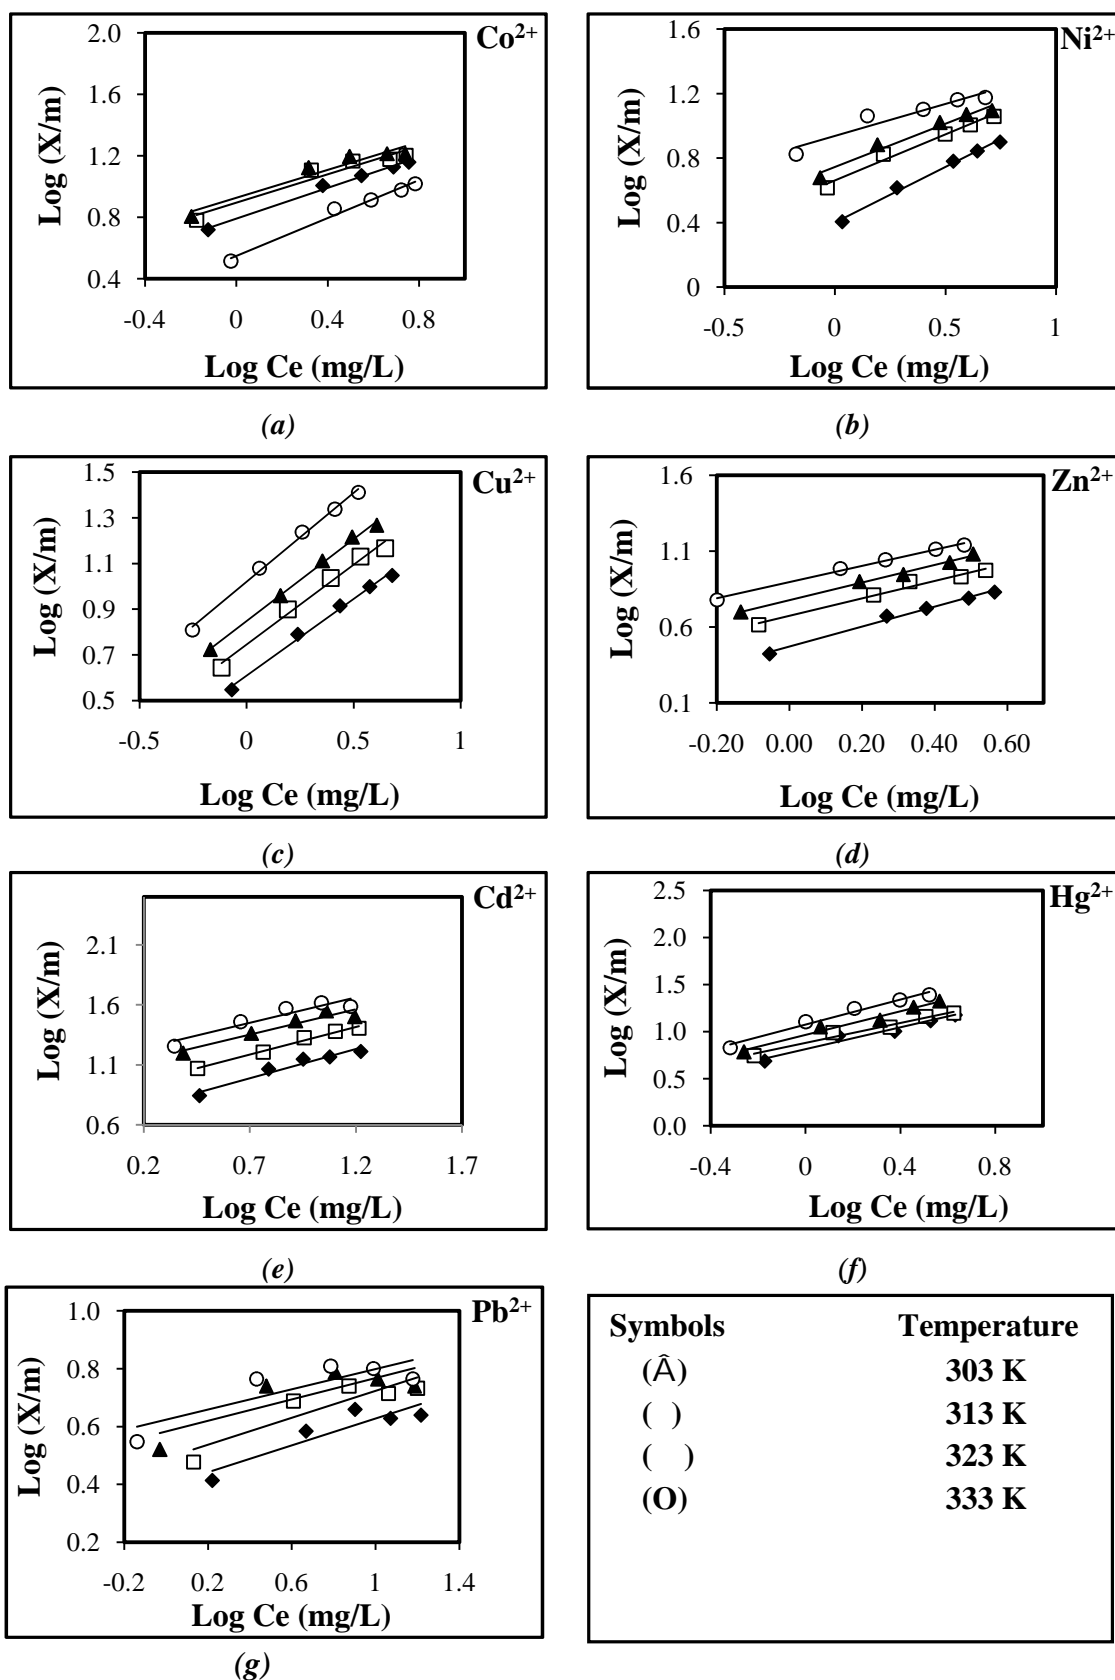 Co2+
2.0
1.6
1.2
0.8
0.4
Log (X/m)
-0.4 0 0.4 0.8
Log Ce (mg/L)
(a)
Ni2+
1.6
1.2
0.8
0.4
0
Log (X/m)
-0.5 0 0.5 1
Log Ce (mg/L)
(b)
Cu2+
1.5
1.3
1.1
0.9
0.7
0.5
Log (X/m)
-0.5 0 0.5 1
Log Ce (mg/L)
(c)
Zn2+
1.6
1.1
0.6
0.1
Log (X/m)
-0.20 0.00 0.20 0.40 0.60
Log Ce (mg/L)
(d)
Cd2+
2.1
1.6
1.1
0.6
Log (X/m)
0.2 0.7 1.2 1.7
Log Ce (mg/L)
(e)
Hg2+
2.5
2.0
1.5
1.0
0.5
0.0
Log (X/m)
-0.4 0 0.4 0.8
Log Ce (mg/L)
(f)
Pb2+
1.0
0.8
0.6
0.4
0.2
Log (X/m)
-0.2 0.2 0.6 1 1.4
Log Ce (mg/L)
(g)
Symbols Temperature
(Â) 303 K
( ) 313 K
( ) 323 K
(O) 333 K